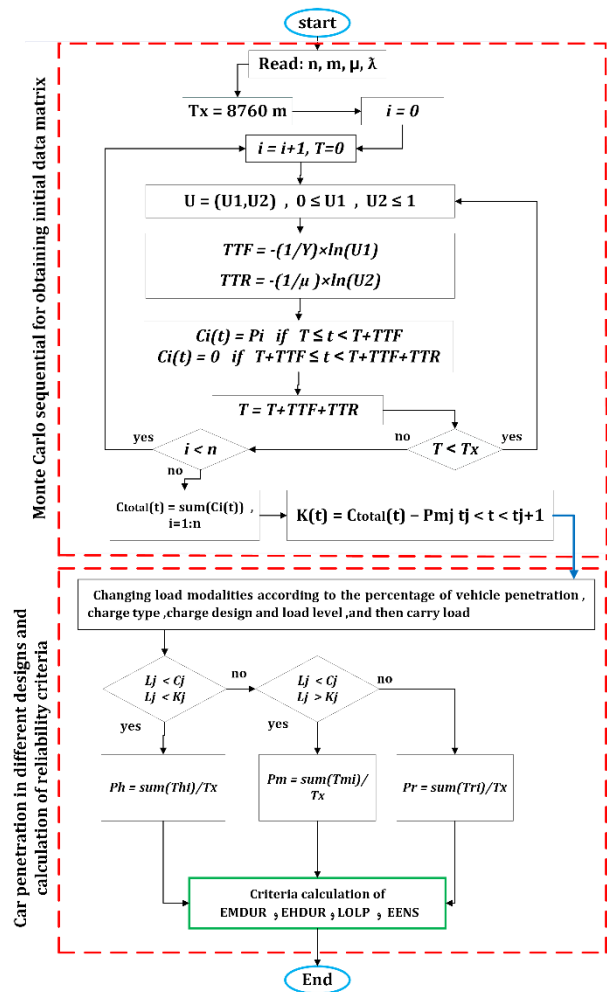 start
Monte Carlo sequential for obtaining initial data matrix
Read: n, m, μ, λ
Tx = 8760 m
i = 0
i = i+1, T=0
U = (U1,U2) , 0 ≤ U1 , U2 ≤ 1
TTF = -(1/Y)×ln(U1)
TTR = -(1/μ )×ln(U2)
Ci(t) = Pi if T ≤ t < T+TTF
Ci(t) = 0 if T+TTF ≤ t < T+TTF+TTR
T = T+TTF+TTR
yes
i < n
no
T < Tx
yes
no
Ctotal(t) = sum(Ci(t)) ,
i=1:n
K(t) = Ctotal(t) – Pmj tj < t < tj+1
Car penetration in different designs and
calculation of reliability criteria
Changing load modalities according to the percentage of vehicle penetration ,
charge type ,charge design and load level ,and then carry load
Lj < Cj
Lj < Kj
no
Lj < Cj
Lj > Kj
no
yes
yes
Ph = sum(Thi)/Tx
Pm = sum(Tmi)/
Tx
Pr = sum(Tri)/Tx
Criteria calculation of
EMDUR , EHDUR , LOLP , EENS
End